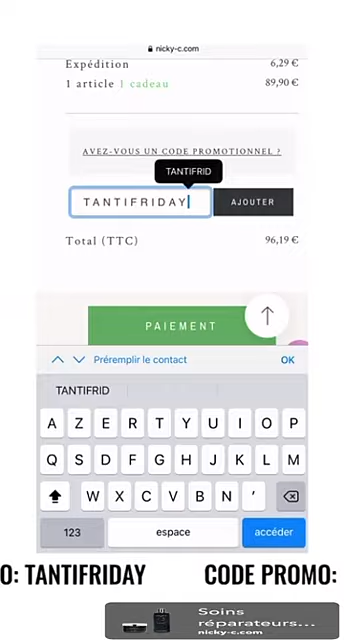 nicky-c.com
Expédition 6,29 €
1 article 1 cadeau 89,90 €
AVEZ-VOUS UN CODE PROMOTIONNEL ?
TANTIFRID
TANTIFRIDAY AJOUTER
Total (TTC) 96,19 €
PAIEMENT
Préremplir le contact OK
TANTIFRID
A Z E R T Y U I O P
Q S D F G H J K L M
W X C V B N ’
123 espace accéder
O: TANTIFRIDAY CODE PROMO:
Soins
réparateurs...
nicky-c.com